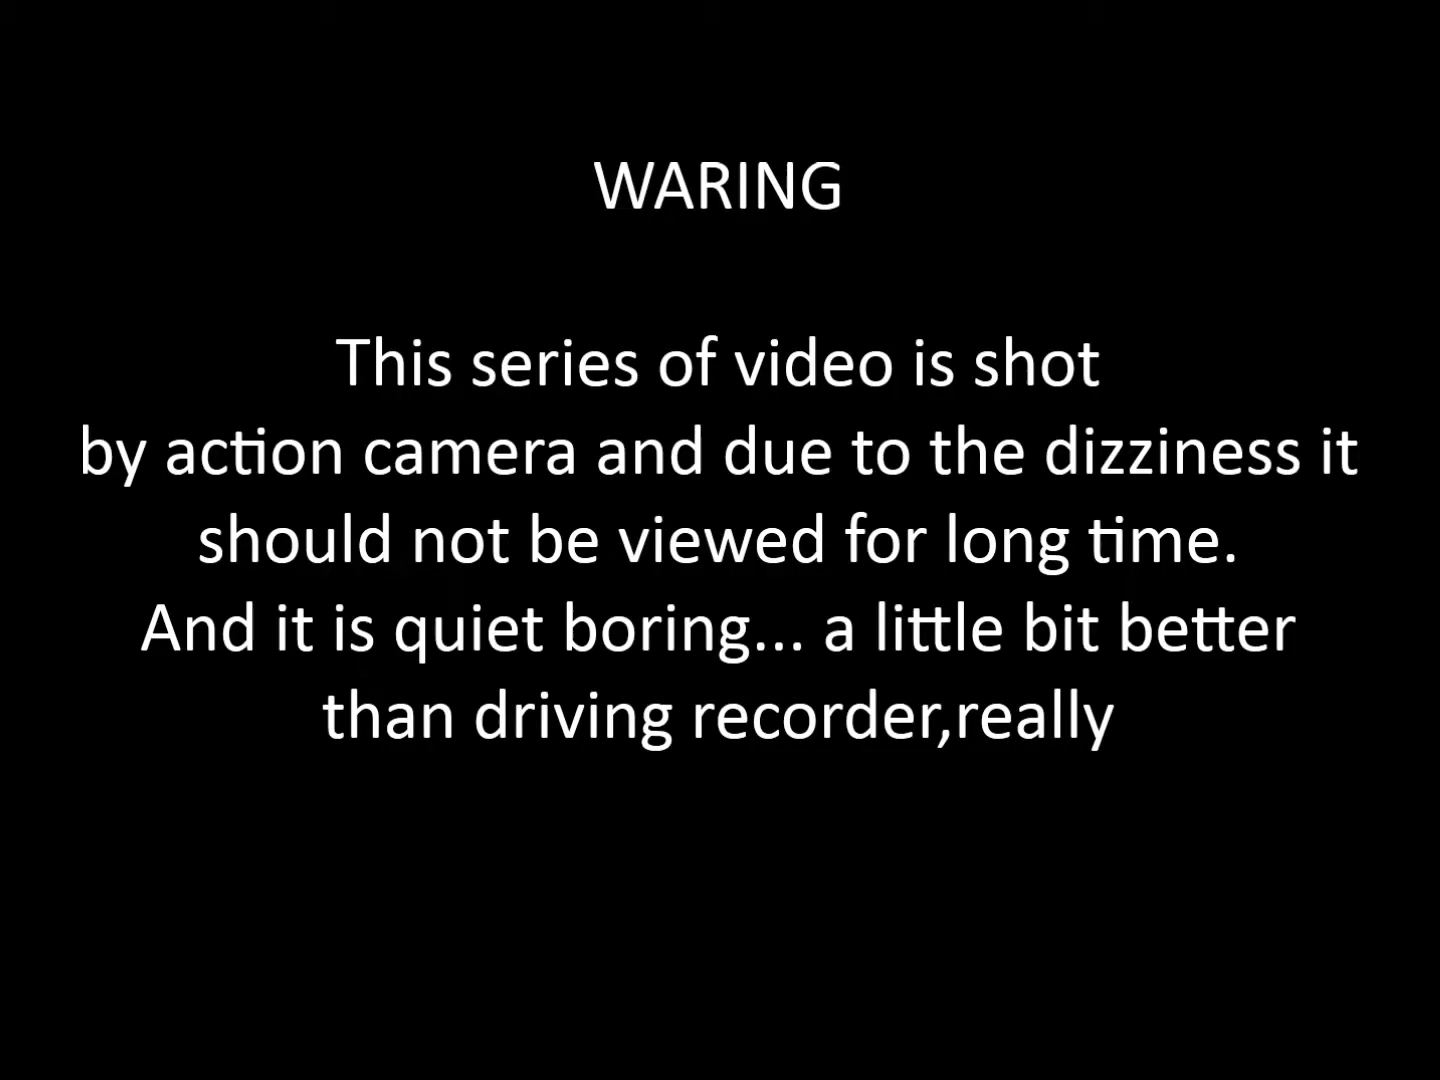 WARING
This series of video is shot
by action camera and due to the dizziness it
should not be viewed for long time.
And it is quiet boring... a little bit better
than driving recorder,really